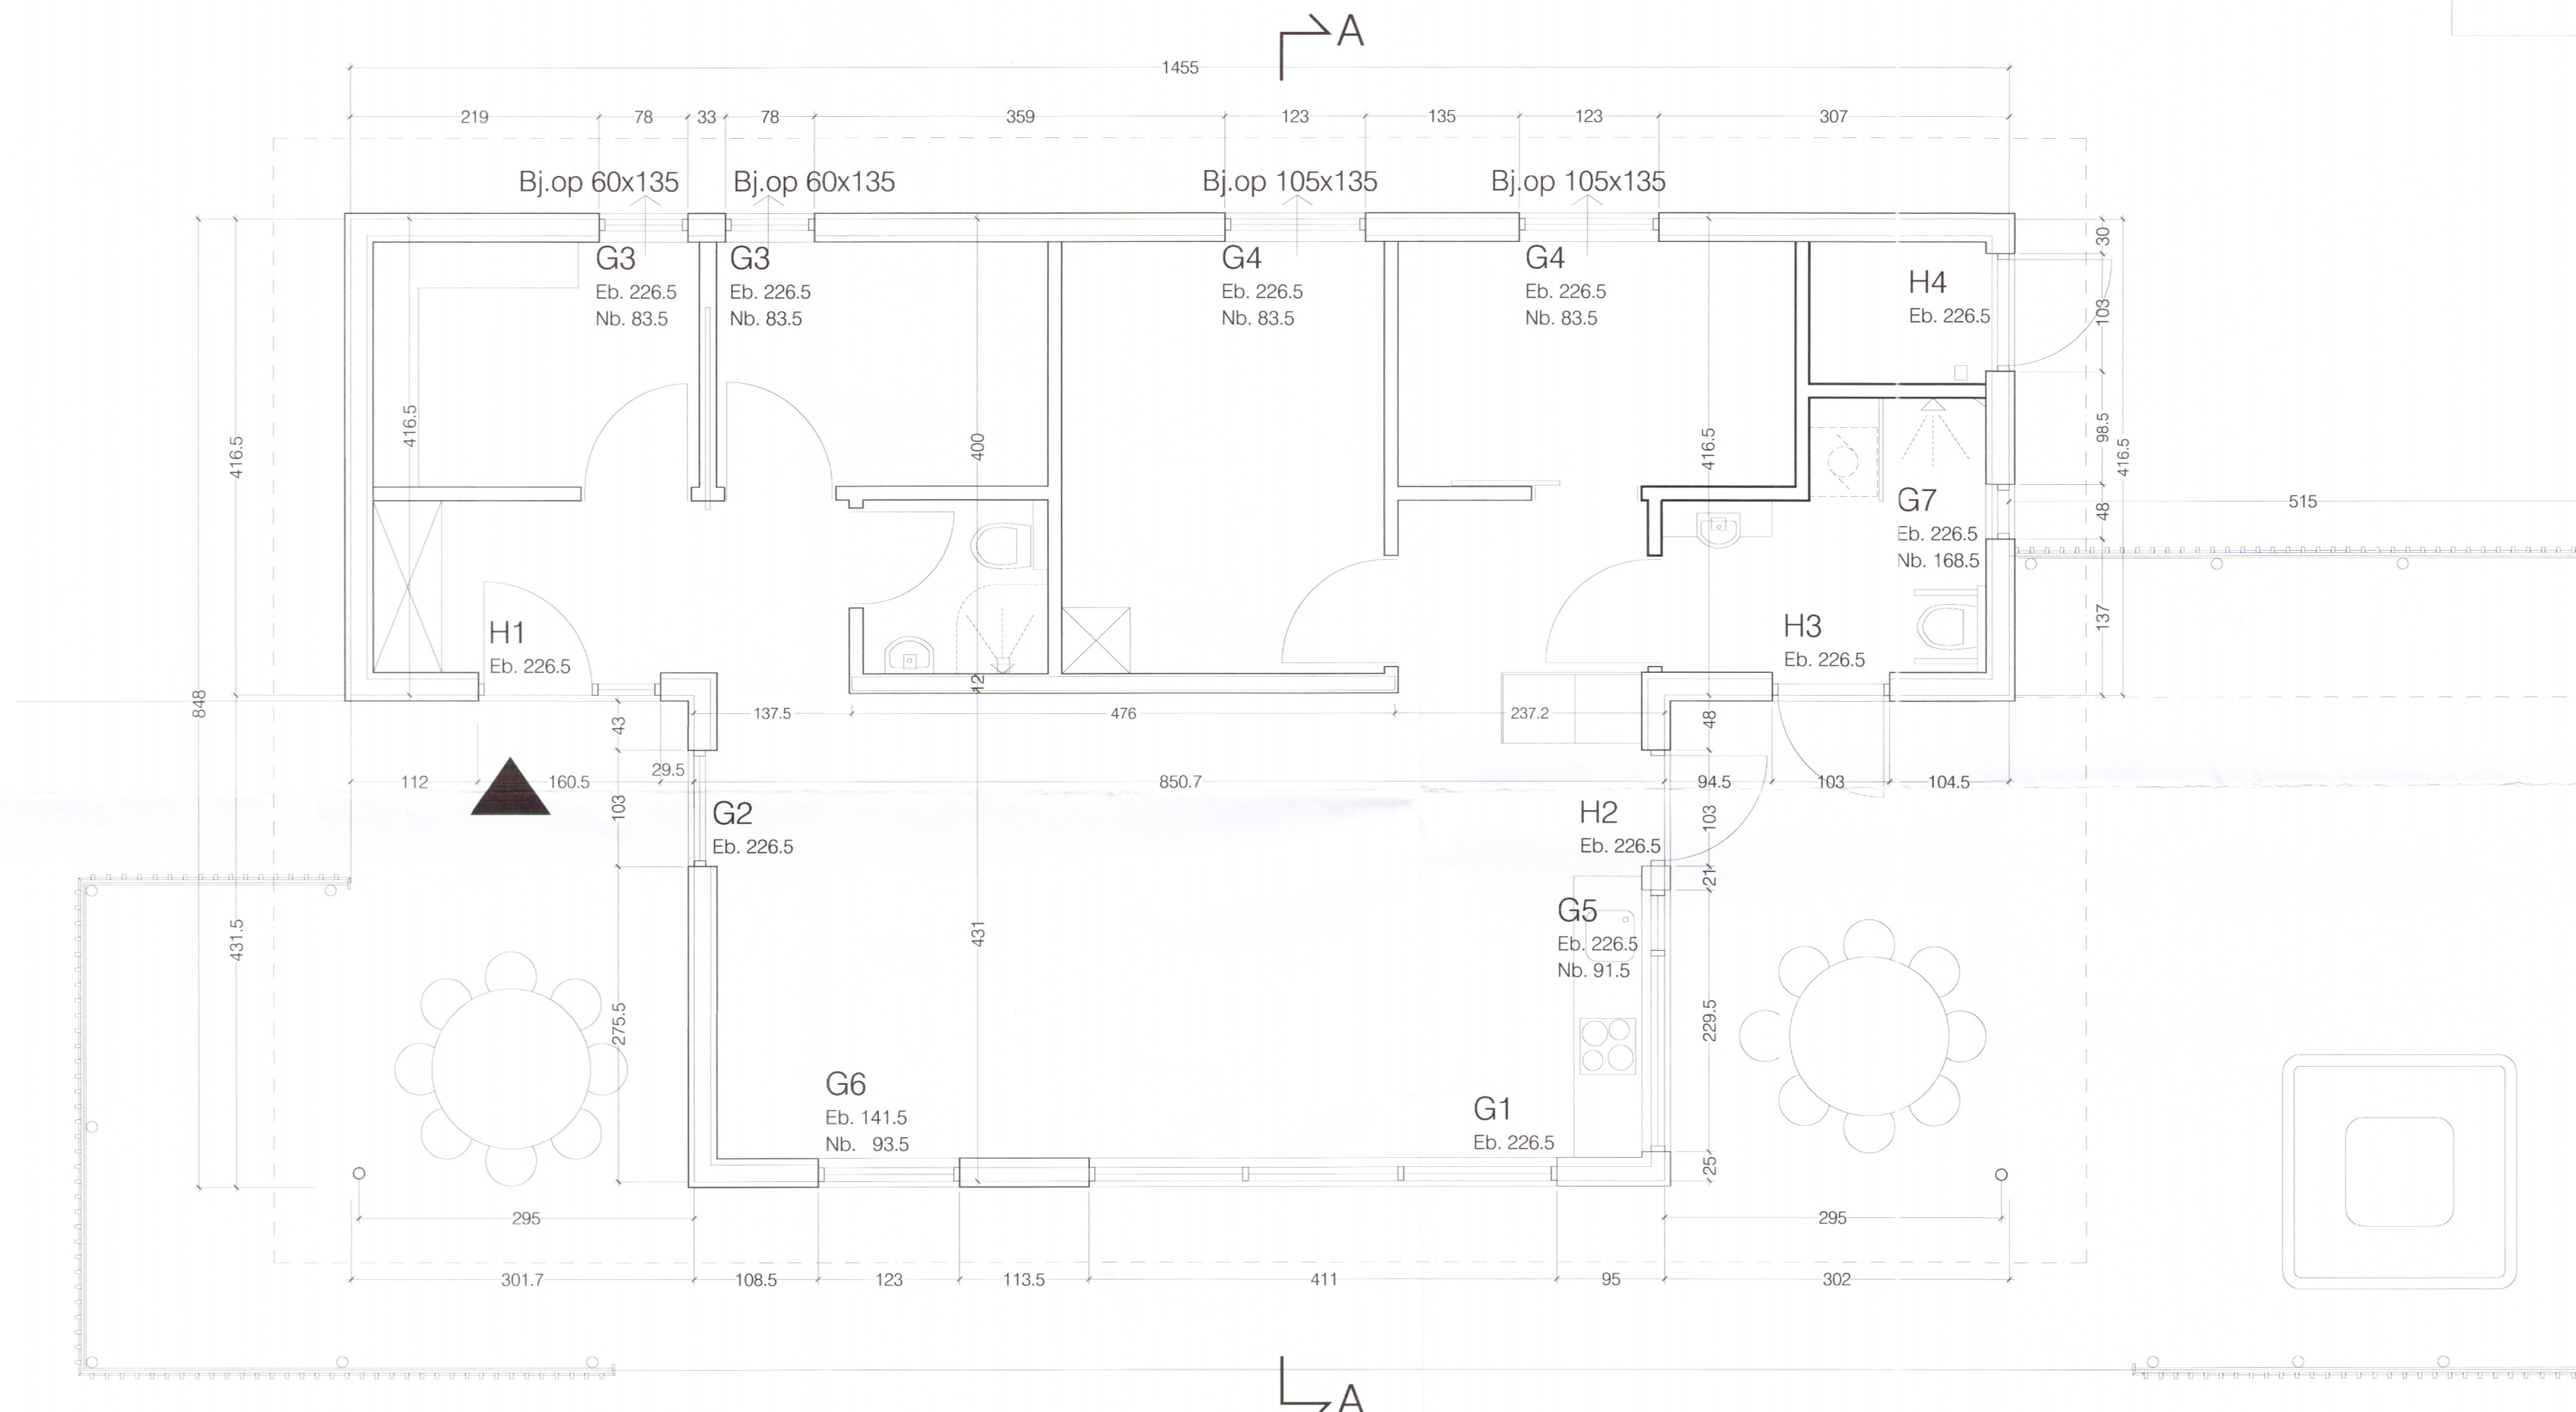 A
1455
219 78 33 78 359 123 135 123 307
Bj.op 60x135 Bj.op 60x135 Bj.op 105x135 Bj.op 105x135
G3
Eb. 226.5
Nb. 83.5
G3
Eb. 226.5
Nb. 83.5
G4
Eb. 226.5
Nb. 83.5
G4
Eb. 226.5
Nb. 83.5
H4
Eb. 226.5
30
103
98.5
416.5
48
137
848
416.5
416.5
400
416.5
G7
Eb. 226.5
Nb. 168.5
515
H1
Eb. 226.5
H3
Eb. 226.5
12
137.5 476 237.2
43
48
112 160.5 29.5 850.7 94.5 103 104.5
103
G2
Eb. 226.5
H2
Eb. 226.5
103
21
431.5
431
275.5
G5
Eb. 226.5
Nb. 91.5
229.5
G6
Eb. 141.5
Nb. 93.5
G1
Eb. 226.5
25
295 295
301.7 108.5 123 113.5 411 95 302
A